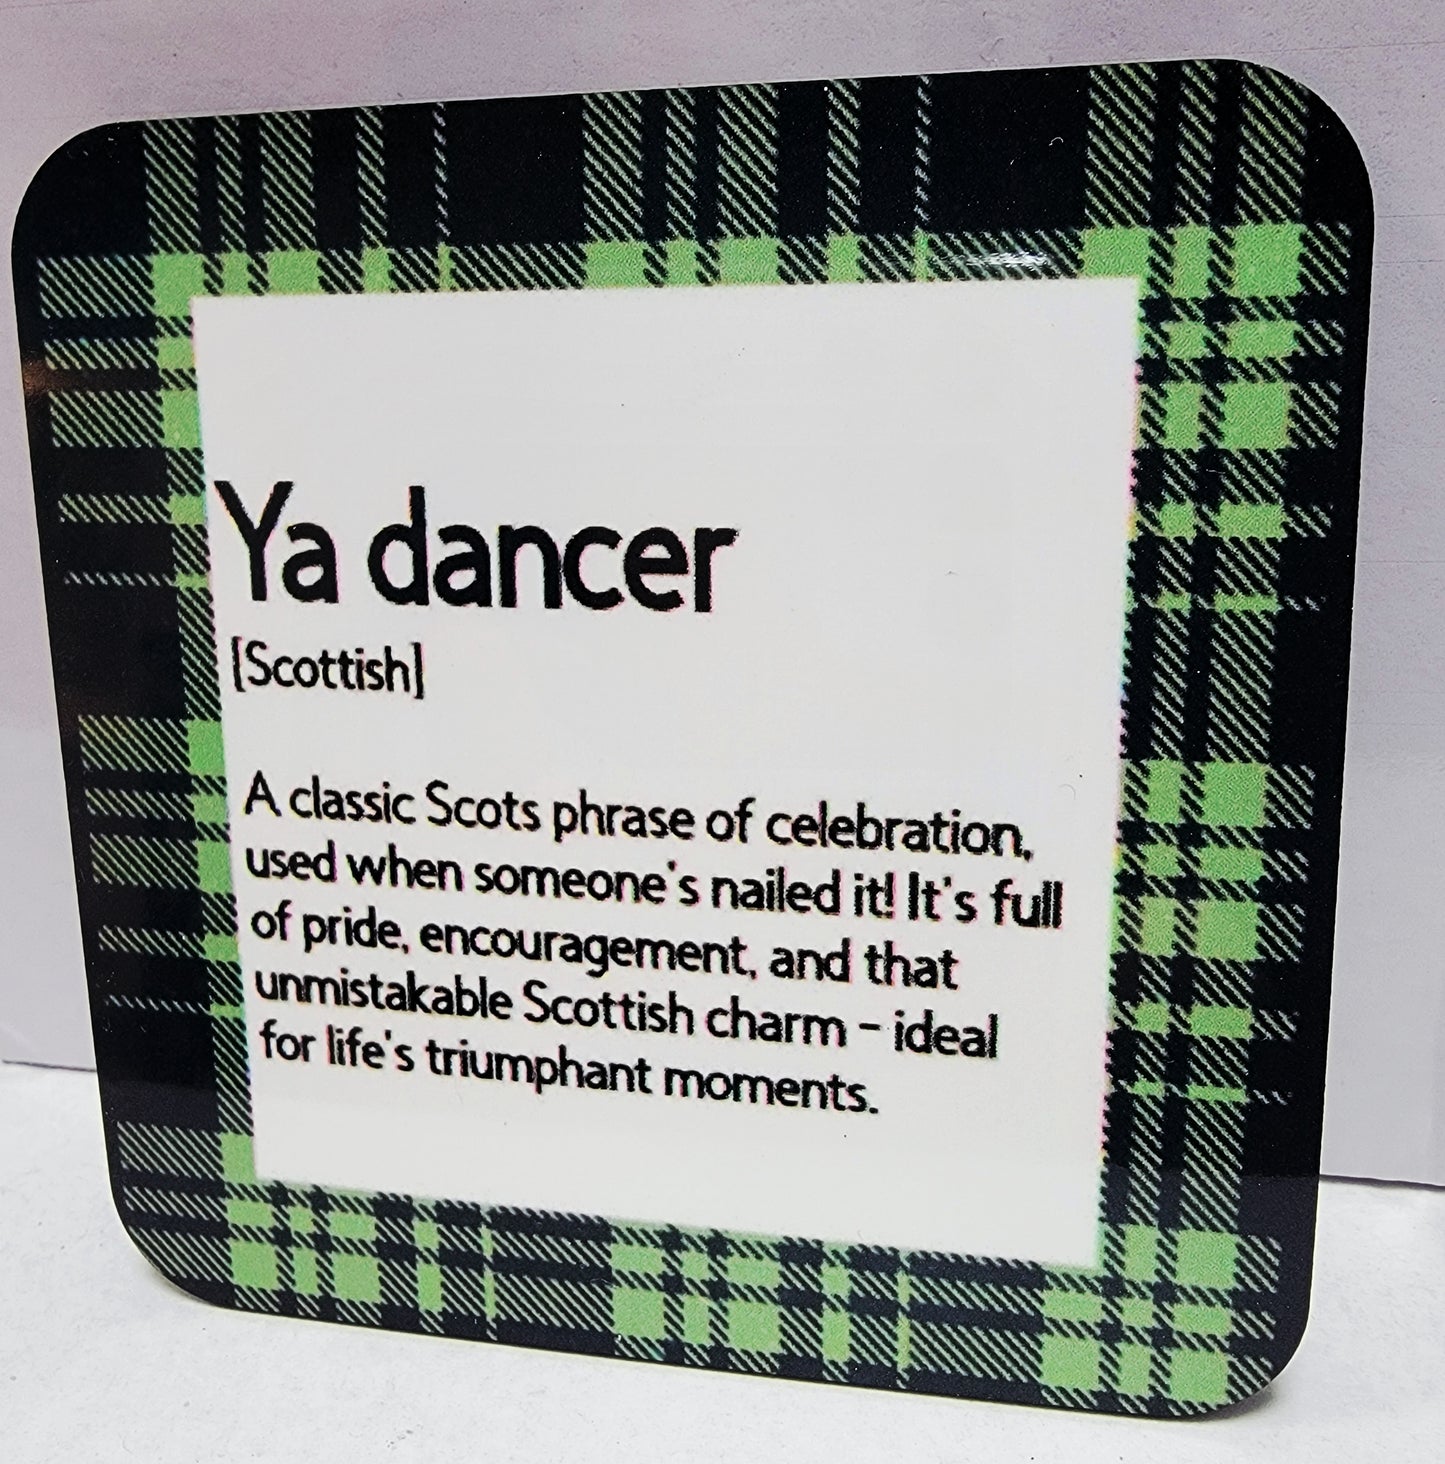 Ya dancer
[Scottish]
A classic Scots phrase of celebration,
used when someone's nailed it! It's full
of pride, encouragement, and that
unmistakable Scottish charm – ideal
for life's triumphant moments.